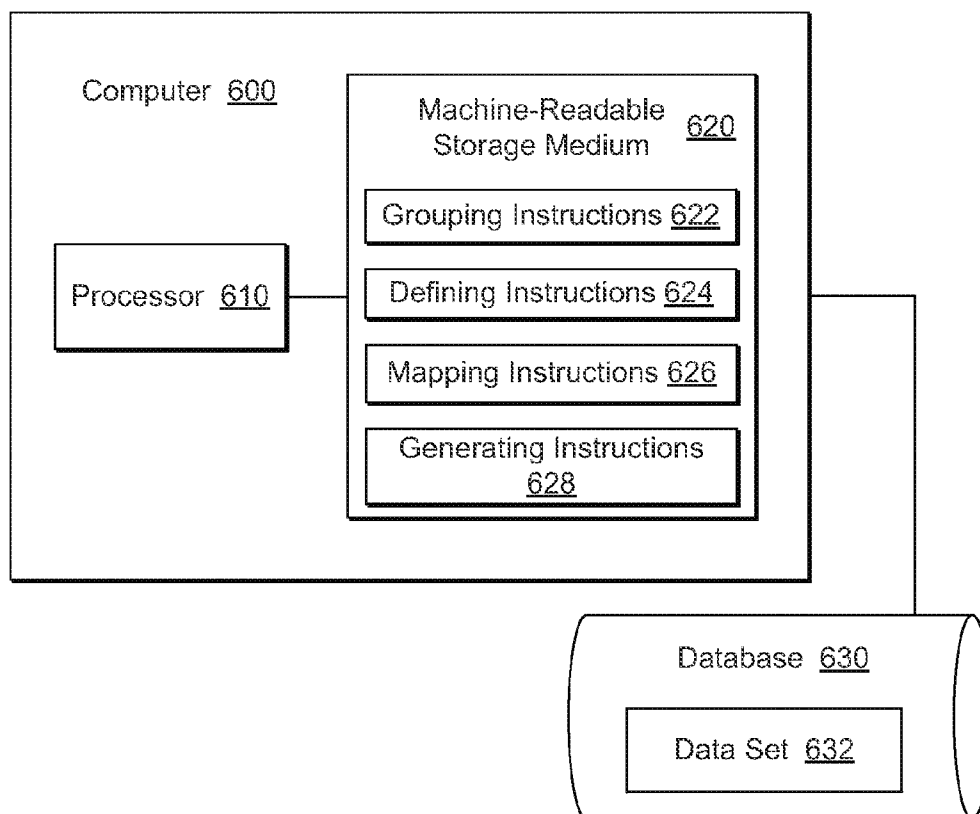 Computer 600
Machine-Readable
Storage Medium 620
Grouping Instructions 622
Defining Instructions 624
Processor 610
Mapping Instructions 626
Generating Instructions
628
Database 630
Data Set 632